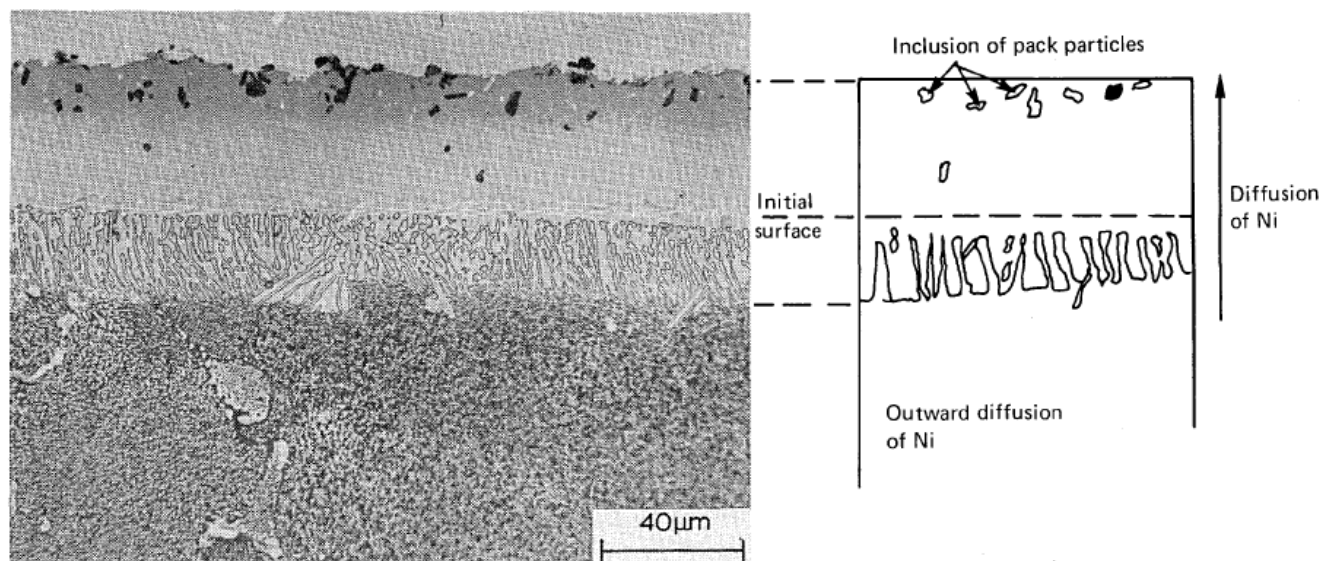 Inclusion of pack particles
Initial
surface
Diffusion
of Ni
Outward diffusion
of Ni
40μm